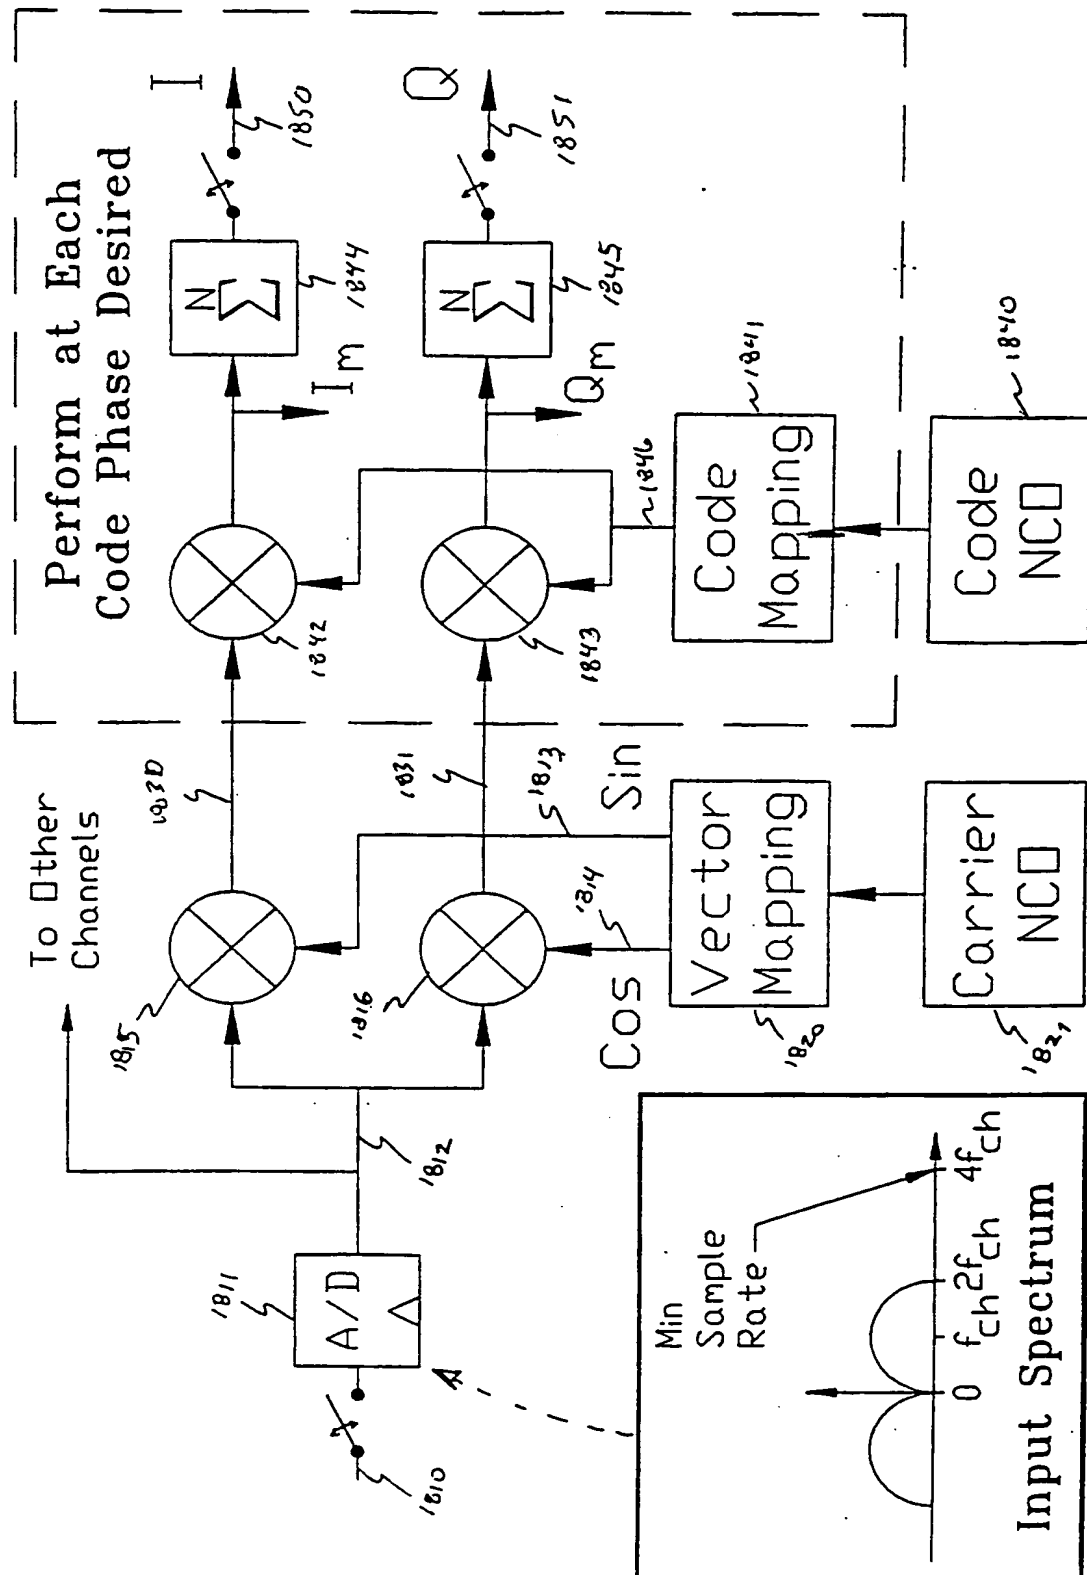 Perform at Each
Code Phase Desired
To Other
Channels
I
1850
Q
1851
N
Σ
1844
N
Σ
1845
Im
Qm
1842
1843
1846
Code
Mapping
1841
Code
NCO
1840
1830
1831
1815
1816
Sin
1813
Cos
1814
Vector
Mapping
1820
Carrier
NCO
1821
1812
A/D
1811
1810
Min
Sample
Rate
0
fch
2fch
4fch
Input Spectrum